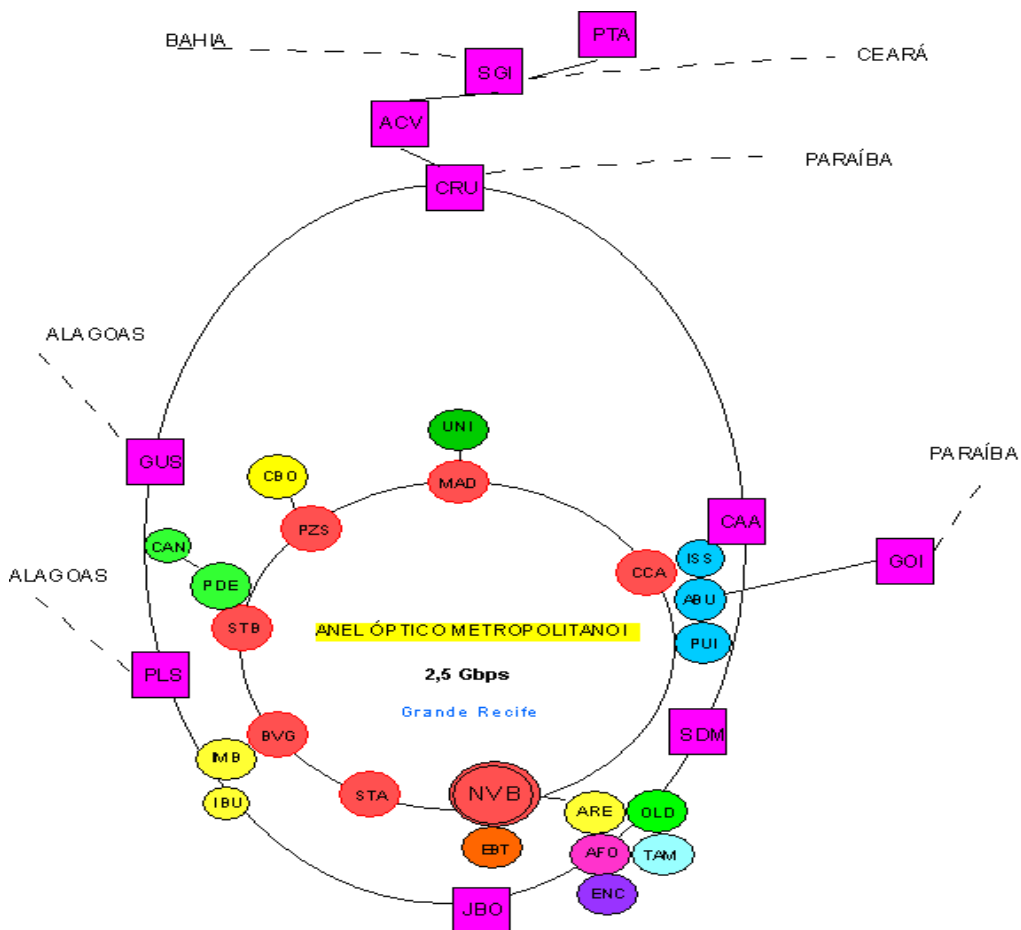 BAHIA
PTA
SGI
CEARÁ
ACV
PARAÍBA
CRU
ALAGOAS
UNI
GUS
CBO
MAD
PARAÍBA
PZS
CAA
CAN
ISS
GOI
ALAGOAS
PDE
CCA
ABU
STB
ANEL ÓPTICO METROPOLITANO I
PUI
PLS
2,5 Gbps
Grande Recife
BVG
SDM
IMB
STA
NVB
IBU
ARE
OLD
EBT
AFO
TAM
ENC
JBO